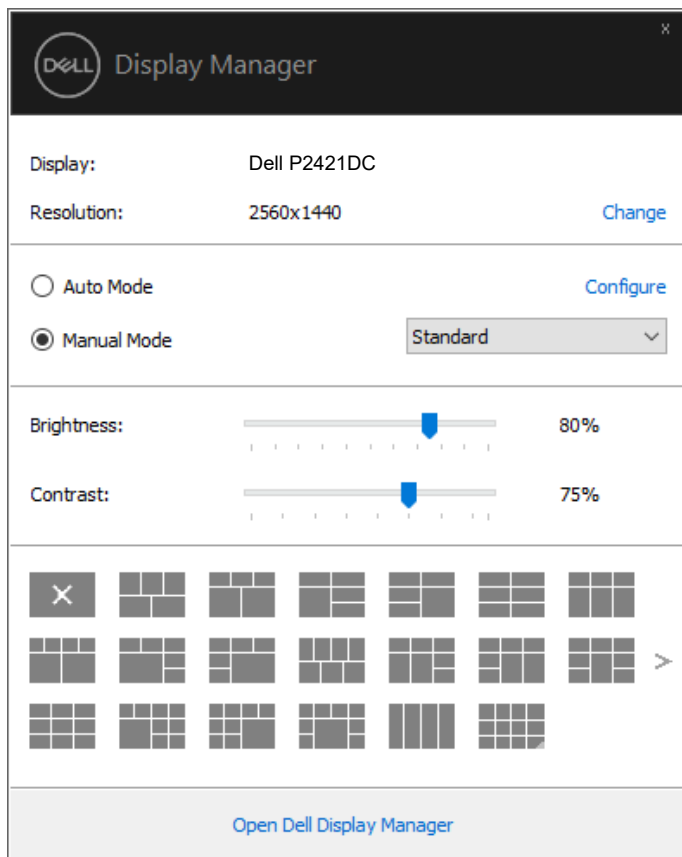 x
DELL Display Manager
Display: Dell P2421DC
Resolution: 2560x1440 Change
Auto Mode Configure
Manual Mode Standard
Brightness: 80%
Contrast: 75%
Open Dell Display Manager